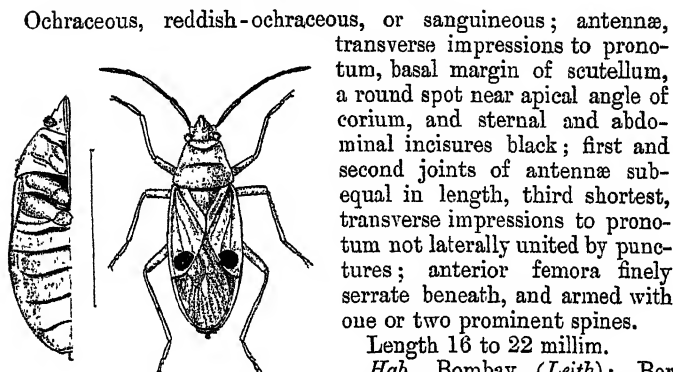 Ochraceous, reddish-ochraceous, or sanguineous; antennæ,
transverse impressions to prono-
tum, basal margin of scutellum,
a round spot near apical angle of
corium, and sternal and abdo-
minal incisures black; first and
second joints of antennæ sub-
equal in length, third shortest,
transverse impressions to prono-
tum not laterally united by punc-
tures; anterior femora finely
serrate beneath, and armed with
one or two prominent spines.
Length 16 to 22 millim.
Hab. Bombay (Leith); Bor